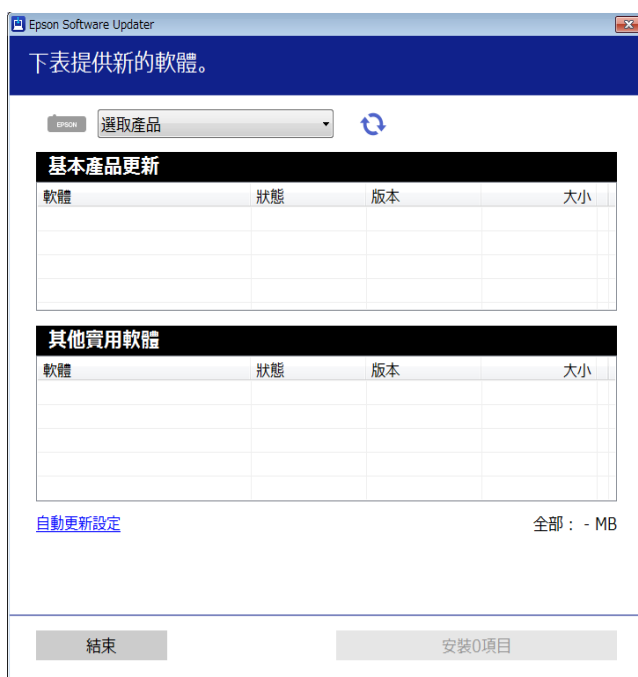 Epson Software Updater
下表提供新的軟體。
EPSON 選取產品
基本產品更新
軟體 狀態 版本 大小
其他實用軟體
軟體 狀態 版本 大小
自動更新設定 全部： - MB
結束 安裝0項目